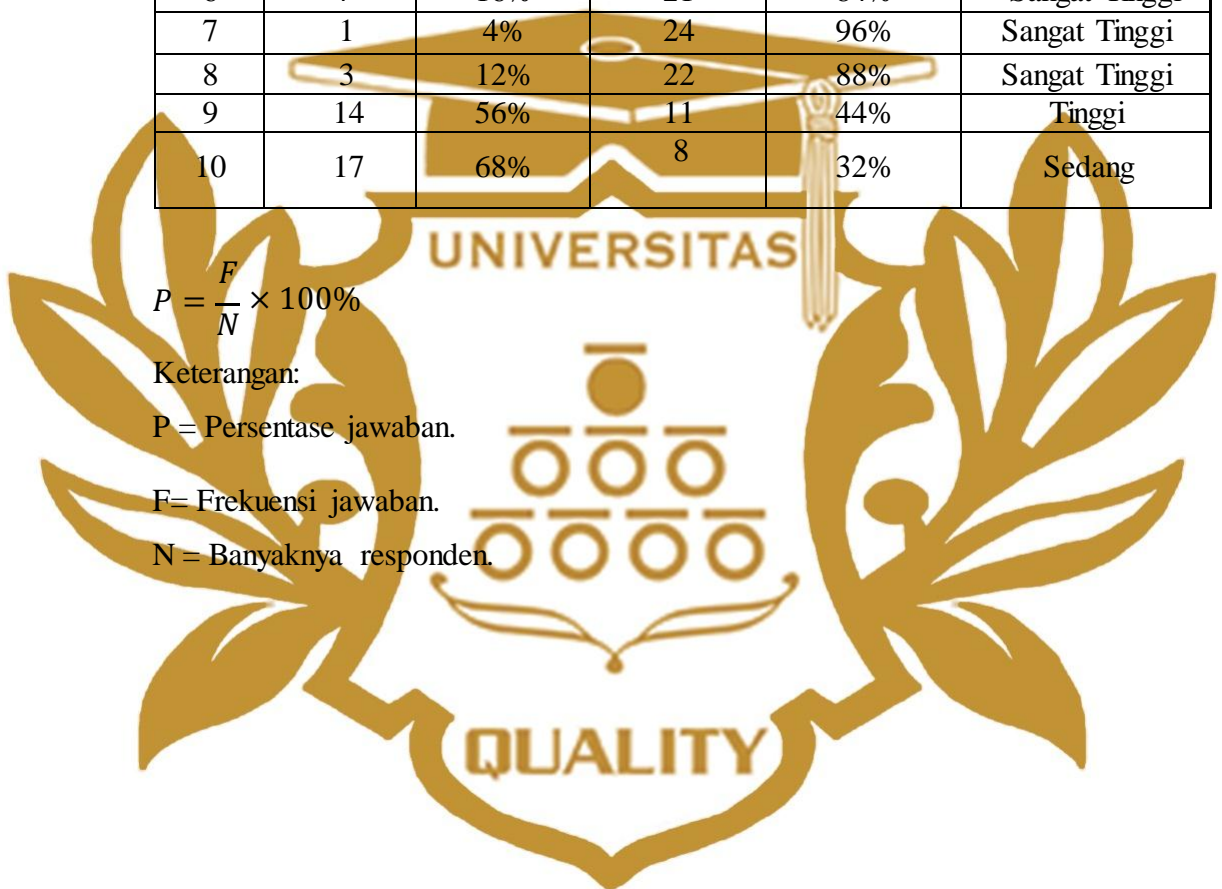 7 1 4% 24 96% Sangat Tinggi
8 3 12% 22 88% Sangat Tinggi
9 14 56% 11 44% Tinggi
10 17 68% 8 32% Sedang
UNIVERSITAS
P = F/N × 100%
Keterangan:
P = Persentase jawaban.
F= Frekuensi jawaban.
N = Banyaknya responden.
QUALITY